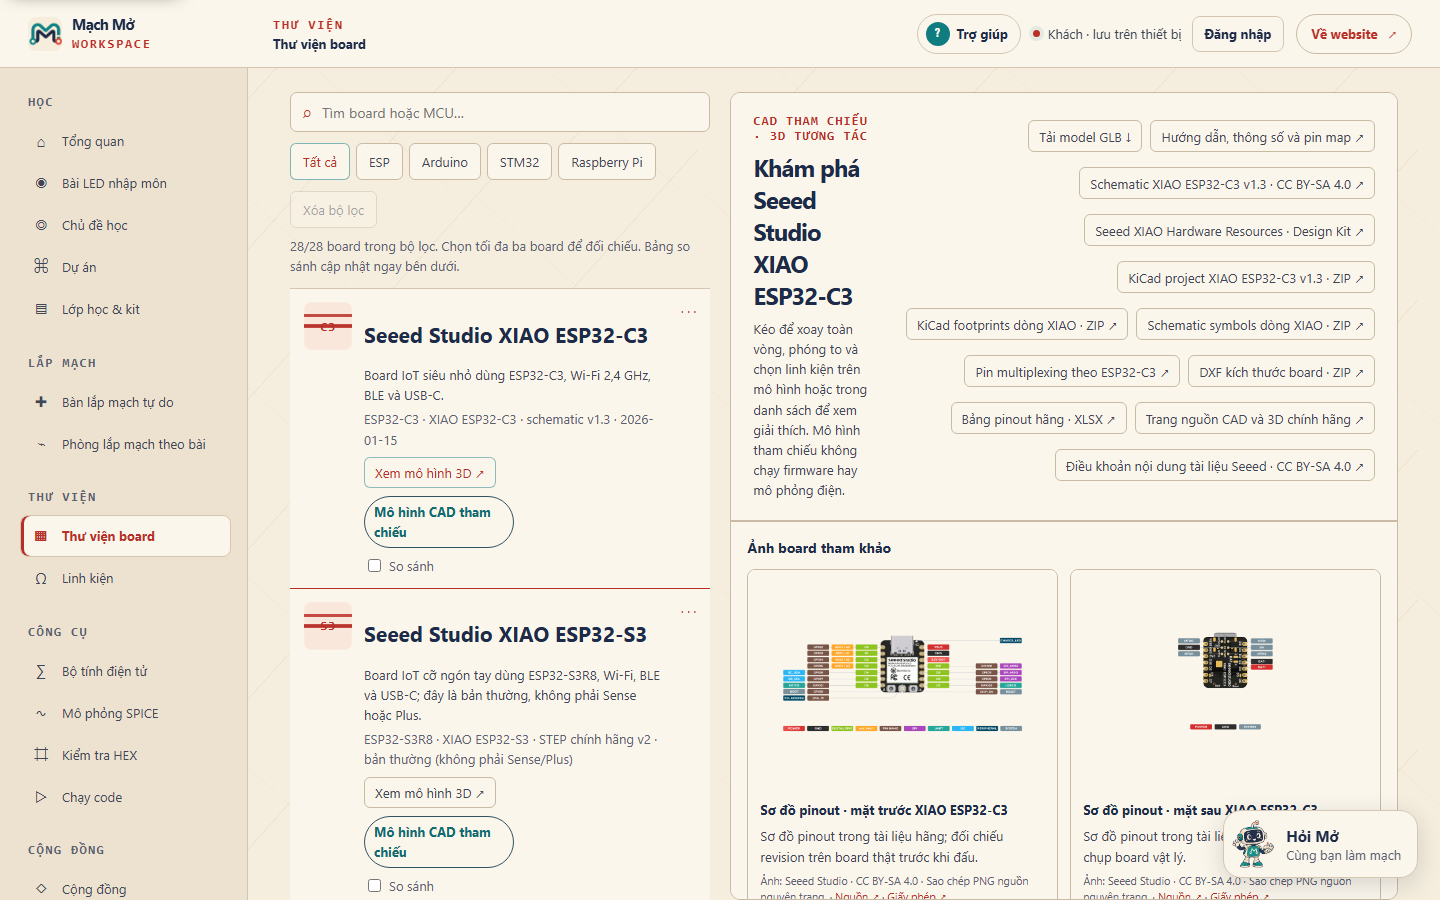 Mạch Mở
WORKSPACE
THƯ VIỆN
Thư viện board
? Trợ giúp
Khách · lưu trên thiết bị
Đăng nhập
Về website ↗
HỌC
Tổng quan
Bài LED nhập môn
Chủ đề học
Dự án
Lớp học & kit
LẮP MẠCH
Bàn lắp mạch tự do
Phòng lắp mạch theo bài
THƯ VIỆN
Thư viện board
Linh kiện
CÔNG CỤ
Bộ tính điện tử
Mô phỏng SPICE
Kiểm tra HEX
Chạy code
CỘNG ĐỒNG
Cộng đồng
Tìm board hoặc MCU...
Tất cả
ESP
Arduino
STM32
Raspberry Pi
Xóa bộ lọc
28/28 board trong bộ lọc. Chọn tối đa ba board để đối chiếu. Bảng so
sánh cập nhật ngay bên dưới.
C3
...
Seeed Studio XIAO ESP32-C3
Board IoT siêu nhỏ dùng ESP32-C3, Wi-Fi 2,4 GHz,
BLE và USB-C.
ESP32-C3 · XIAO ESP32-C3 · schematic v1.3 · 2026-
01-15
Xem mô hình 3D ↗
Mô hình CAD tham
chiếu
So sánh
S3
...
Seeed Studio XIAO ESP32-S3
Board IoT cỡ ngón tay dùng ESP32-S3R8, Wi-Fi, BLE
và USB-C; đây là bản thường, không phải Sense
hoặc Plus.
ESP32-S3R8 · XIAO ESP32-S3 · STEP chính hãng v2 ·
bản thường (không phải Sense/Plus)
Xem mô hình 3D ↗
Mô hình CAD tham
chiếu
So sánh
CAD THAM CHIẾU
· 3D TƯƠNG TÁC
Khám phá
Seeed
Studio
XIAO
ESP32-C3
Kéo để xoay toàn
vòng, phóng to và
chọn linh kiện trên
mô hình hoặc trong
danh sách để xem
giải thích. Mô hình
tham chiếu không
chạy firmware hay
mô phỏng điện.
Tải model GLB ↓
Hướng dẫn, thông số và pin map ↗
Schematic XIAO ESP32-C3 v1.3 · CC BY-SA 4.0 ↗
Seeed XIAO Hardware Resources · Design Kit ↗
KiCad project XIAO ESP32-C3 v1.3 · ZIP ↗
KiCad footprints dòng XIAO · ZIP ↗
Schematic symbols dòng XIAO · ZIP ↗
Pin multiplexing theo ESP32-C3 ↗
DXF kích thước board · ZIP ↗
Bảng pinout hãng · XLSX ↗
Trang nguồn CAD và 3D chính hãng ↗
Điều khoản nội dung tài liệu Seeed · CC BY-SA 4.0 ↗
Ảnh board tham khảo
Sơ đồ pinout · mặt trước XIAO ESP32-C3
Sơ đồ pinout trong tài liệu hãng; đối chiếu
revision trên board thật trước khi đấu.
Ảnh: Seeed Studio · CC BY-SA 4.0 · Sao chép PNG nguồn
nguyên trạng. · Nguồn ↗ · Giấy phép ↗
Sơ đồ pinout · mặt sau XIAO ESP32-C3
Sơ đồ pinout trong tài li
chụp board vật lý.
Ảnh: Seeed Studio · CC BY-SA 4.0 · Sao chép PNG nguồn
nguyên trạng. · Nguồn ↗ · Giấy phép ↗
Hỏi Mở
Cùng bạn làm mạch